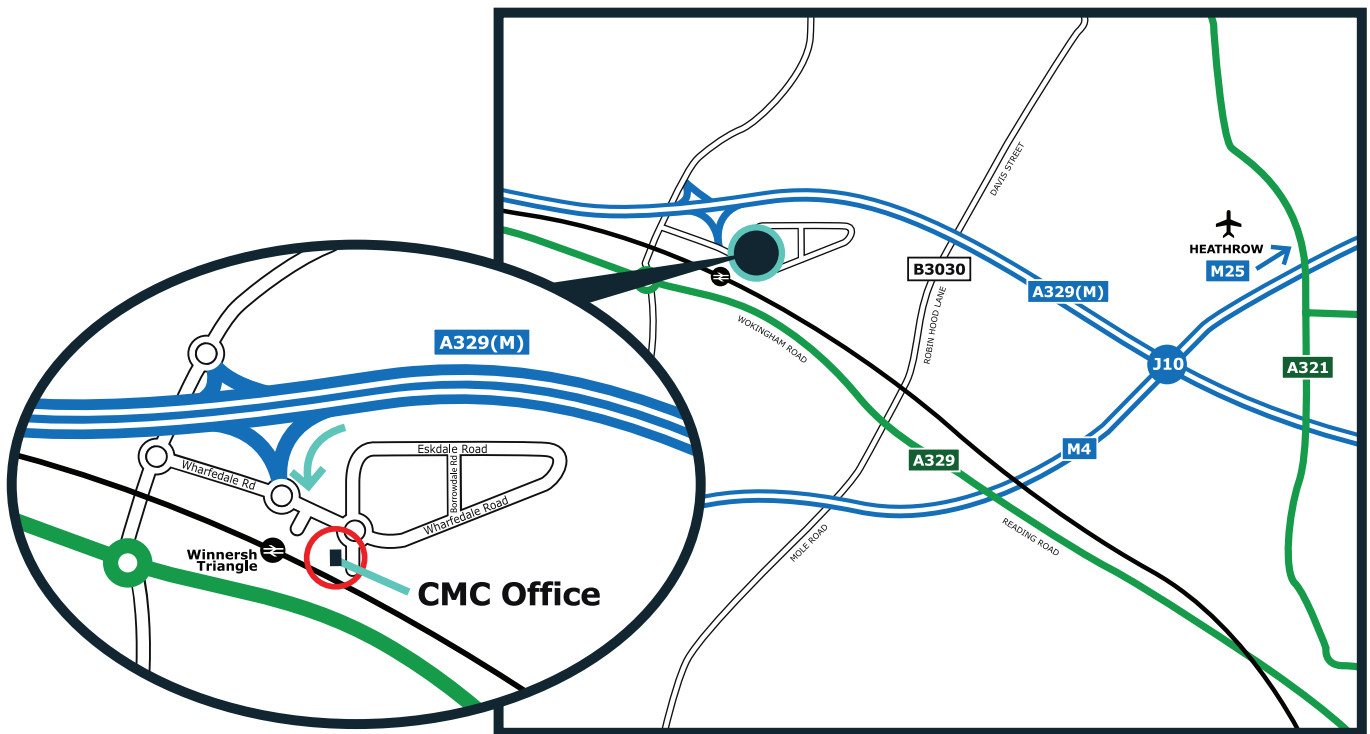 A329(M)
Eskdale Road
Borrowdale Rd
Wharfedale Rd
Wharfedale Road
Winnersh
Triangle
CMC Office
DAVIS STREET
HEATHROW
M25
B3030
A329(M)
ROBIN HOOD LANE
WOKINGHAM ROAD
J10
A321
M4
A329
READING ROAD
MOLE ROAD